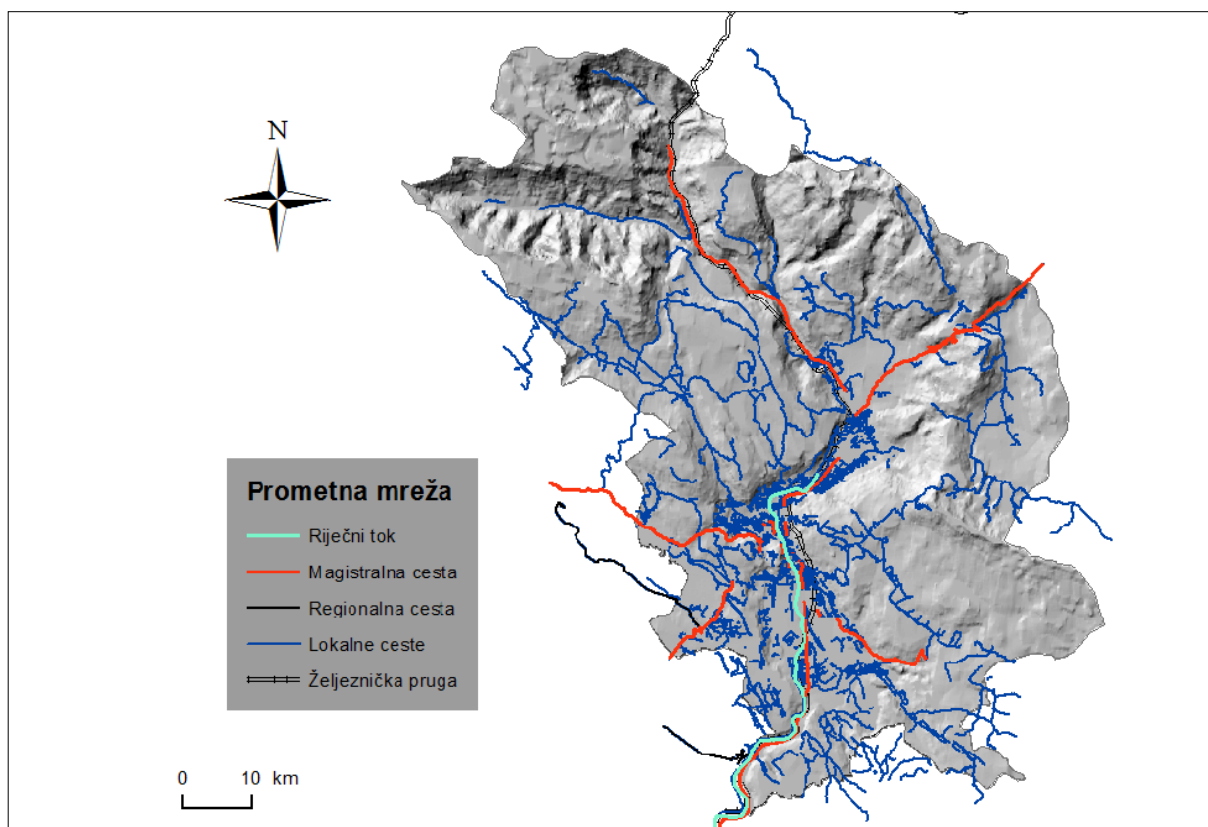 N
Prometna mreža
Riječni tok
Magistralna cesta
Regionalna cesta
Lokalne ceste
Željeznička pruga
0 10 km